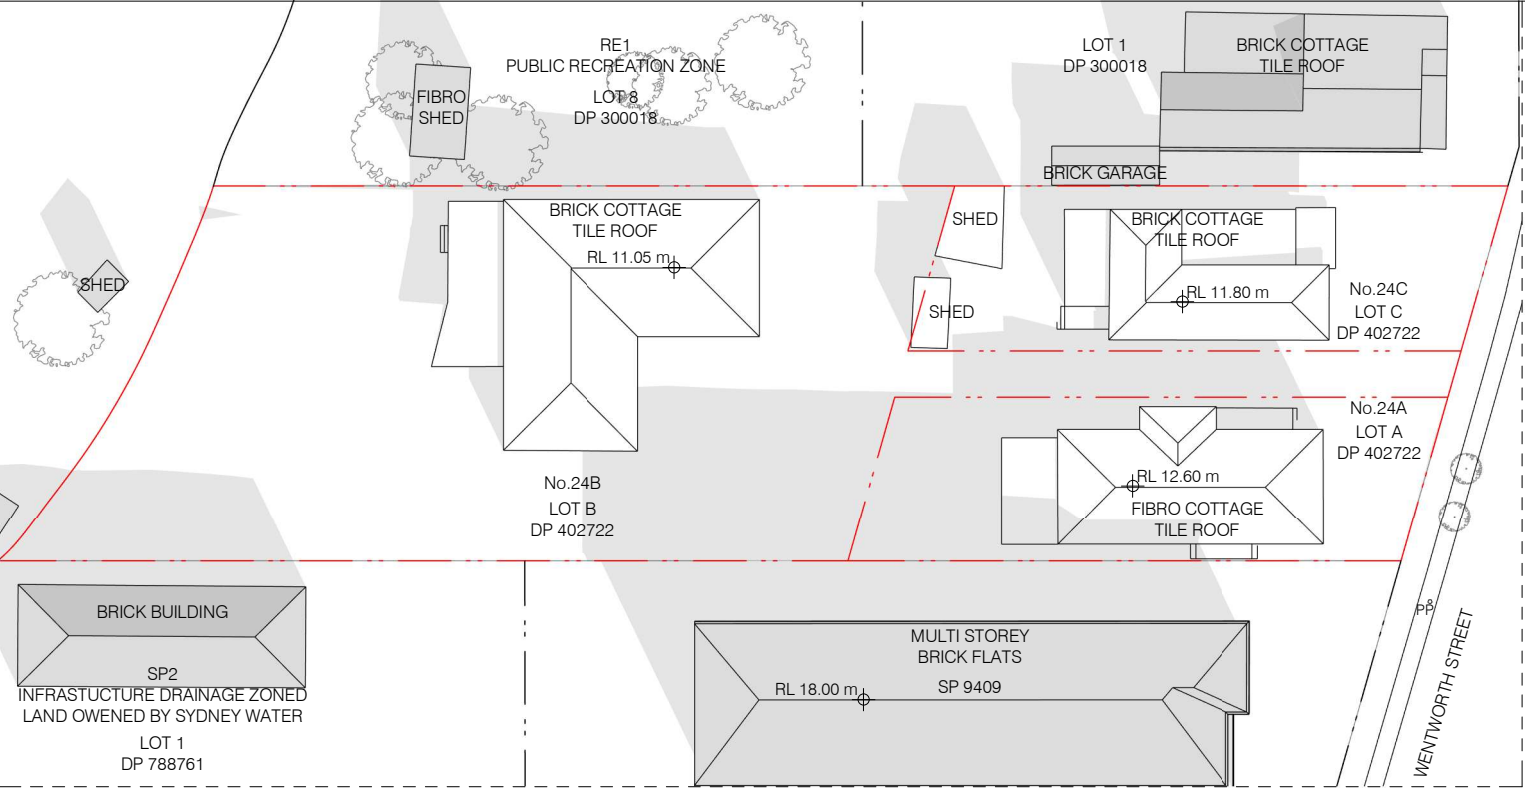 RE1
PUBLIC RECREATION ZONE
LOT 8
DP 300018
FIBRO
SHED
LOT 1
DP 300018
BRICK COTTAGE
TILE ROOF
BRICK GARAGE
BRICK COTTAGE
TILE ROOF
RL 11.05 m
SHED
BRICK COTTAGE
TILE ROOF
RL 11.80 m
SHED
SHED
No.24C
LOT C
DP 402722
No.24A
LOT A
DP 402722
RL 12.60 m
FIBRO COTTAGE
TILE ROOF
No.24B
LOT B
DP 402722
BRICK BUILDING
SP2
INFRASTUCTURE DRAINAGE ZONED
LAND OWENED BY SYDNEY WATER
LOT 1
DP 788761
MULTI STOREY
BRICK FLATS
RL 18.00 m
SP 9409
PP
WENTWORTH STREET